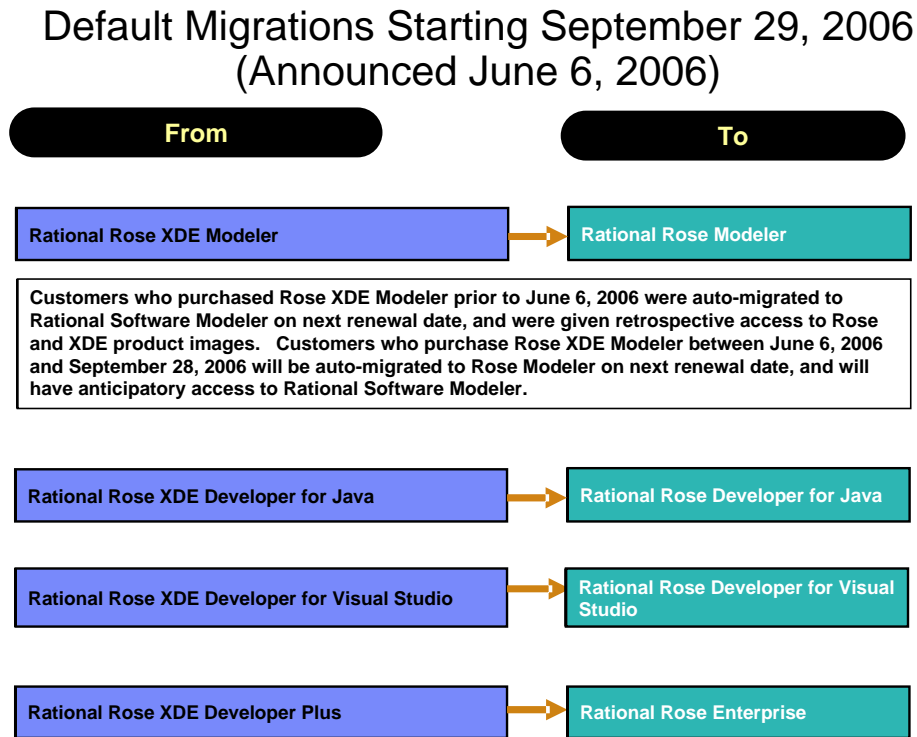 Default Migrations Starting September 29, 2006
(Announced June 6, 2006)
From
To
Rational Rose XDE Modeler
Rational Rose Modeler
Customers who purchased Rose XDE Modeler prior to June 6, 2006 were auto-migrated to
Rational Software Modeler on next renewal date, and were given retrospective access to Rose
and XDE product images. Customers who purchase Rose XDE Modeler between June 6, 2006
and September 28, 2006 will be auto-migrated to Rose Modeler on next renewal date, and will
have anticipatory access to Rational Software Modeler.
Rational Rose XDE Developer for Java
Rational Rose Developer for Java
Rational Rose XDE Developer for Visual Studio
Rational Rose Developer for Visual
Studio
Rational Rose XDE Developer Plus
Rational Rose Enterprise